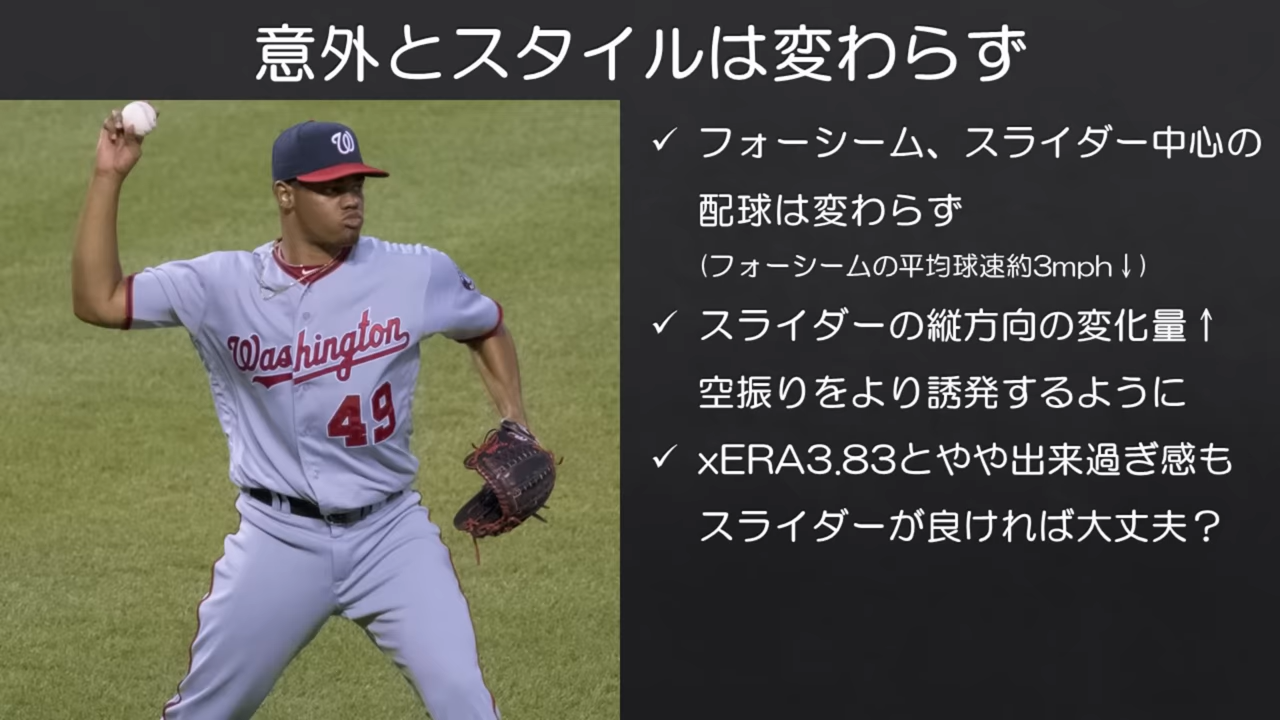 意外とスタイルは変わらず
✓ フォーシーム、スライダー中心の
配球は変わらず
(フォーシームの平均球速約3mph↓)
✓ スライダーの縦方向の変化量↑
空振りをより誘発するように
✓ xERA3.83とやや出来過ぎ感も
スライダーが良ければ大丈夫?
W
Washington
49